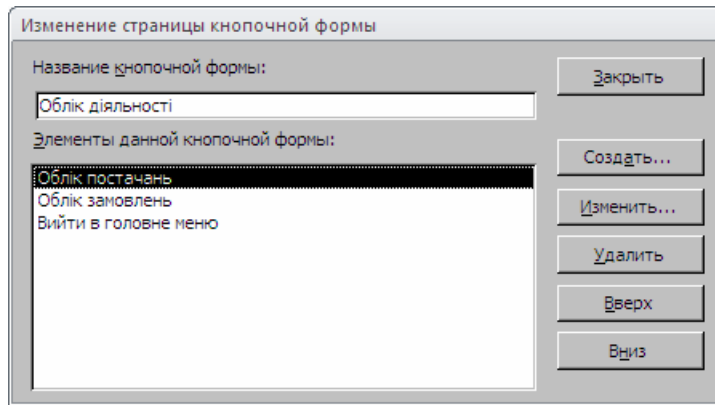 Изменение страницы кнопочной формы
Название кнопочной формы:
Закрыть
Облік діяльності
Элементы данной кнопочной формы:
Создать...
Облік постачань
Облік замовлень
Изменить...
Вийти в головне меню
Удалить
Вверх
Вниз